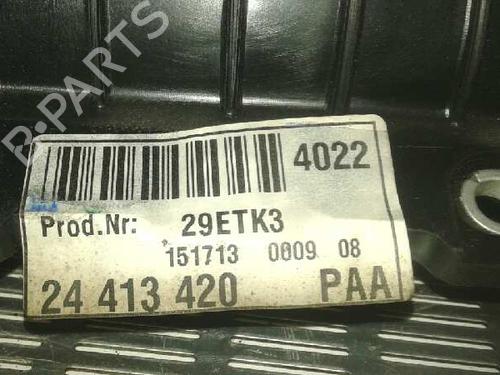 B-PARTS
4022
Prod.Nr: 29ETK3
151713 0009 08
24 413 420 PAA